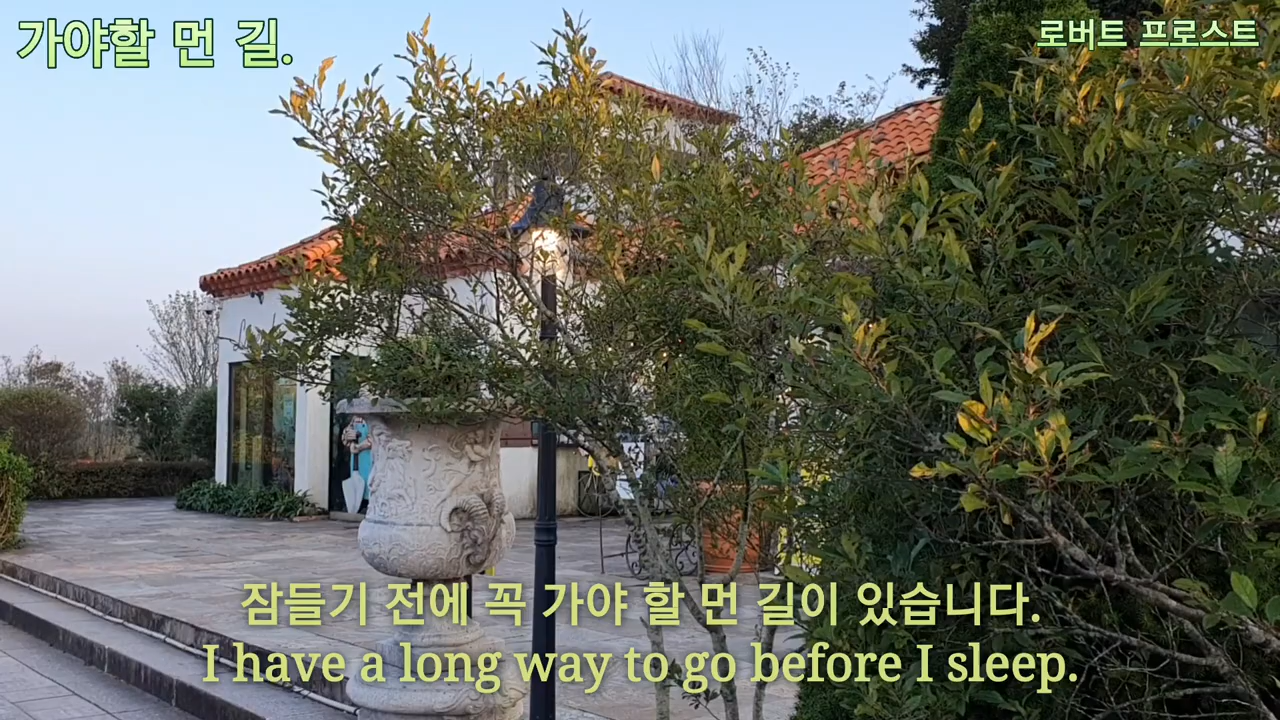 가야할 먼 길.
로버트 프로스트
잠들기 전에 꼭 가야 할 먼 길이 있습니다.
I have a long way to go before I sleep.